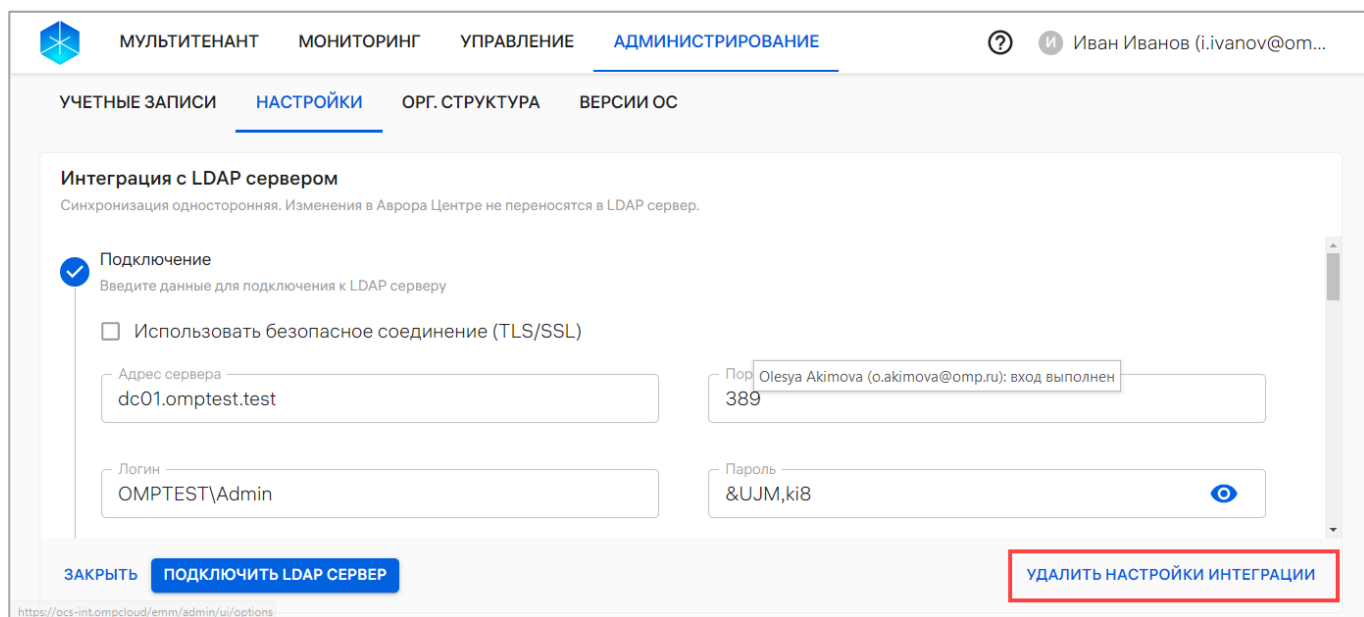 МУЛЬТИТЕНАНТ МОНИТОРИНГ УПРАВЛЕНИЕ АДМИНИСТРИРОВАНИЕ ? И Иван Иванов (i.ivanov@om...
УЧЕТНЫЕ ЗАПИСИ НАСТРОЙКИ ОРГ. СТРУКТУРА ВЕРСИИ ОС
Интеграция с LDAP сервером
Синхронизация односторонняя. Изменения в Аврора Центре не переносятся в LDAP сервер.
Подключение
Введите данные для подключения к LDAP серверу
Использовать безопасное соединение (TLS/SSL)
Адрес сервера
dc01.omptest.test
Пор
Olesya Akimova (o.akimova@omp.ru): вход выполнен
389
Логин
OMPTEST\Admin
Пароль
&UJM,ki8
ЗАКРЫТЬ ПОДКЛЮЧИТЬ LDAP СЕРВЕР УДАЛИТЬ НАСТРОЙКИ ИНТЕГРАЦИИ
https://ocs-int.ompcloud/emm/admin/ui/options